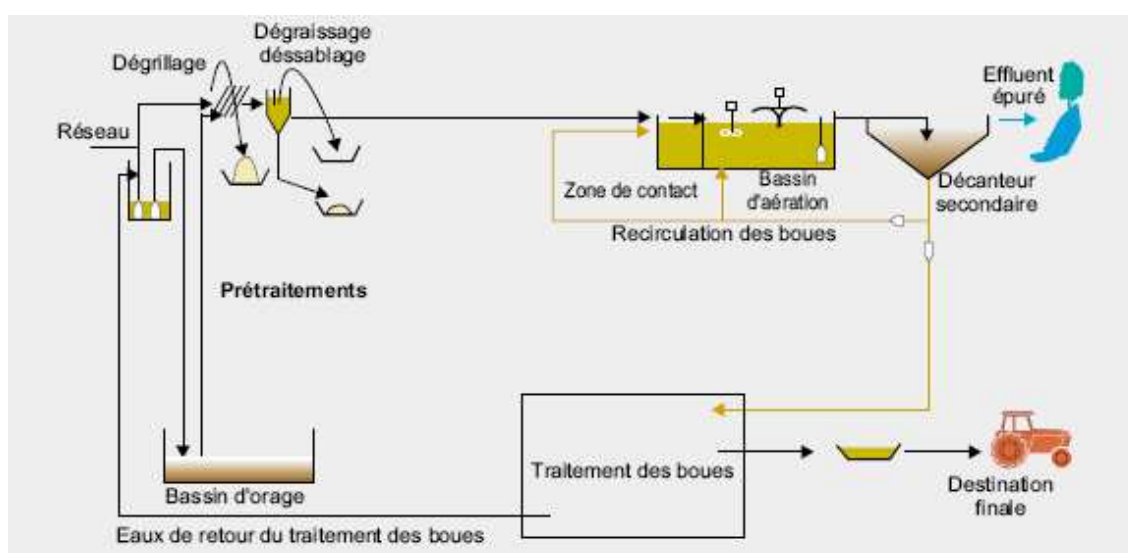 Dégraissage
déssablage
Dégrillage
Effluent
épuré
Réseau
Zone de contact
Bassin
d'aération
Décanteur
secondaire
Recirculation des boues
Prétraitements
Traitement des boues
Bassin d'orage
Destination
finale
Eaux de retour du traitement des boues